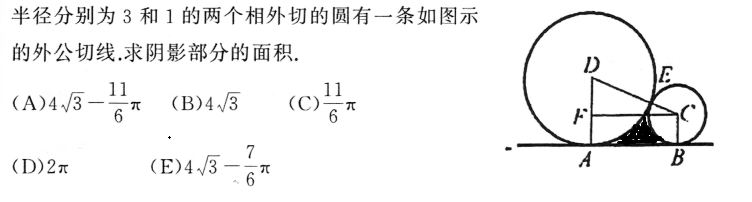 半径分别为 3 和 1 的两个相外切的圆有一条如图示
的外公切线.求阴影部分的面积.
(A)4√3－11/6π (B)4√3 (C)11/6π
(D)2π (E)4√3－7/6π
D
E
F
C
A
B